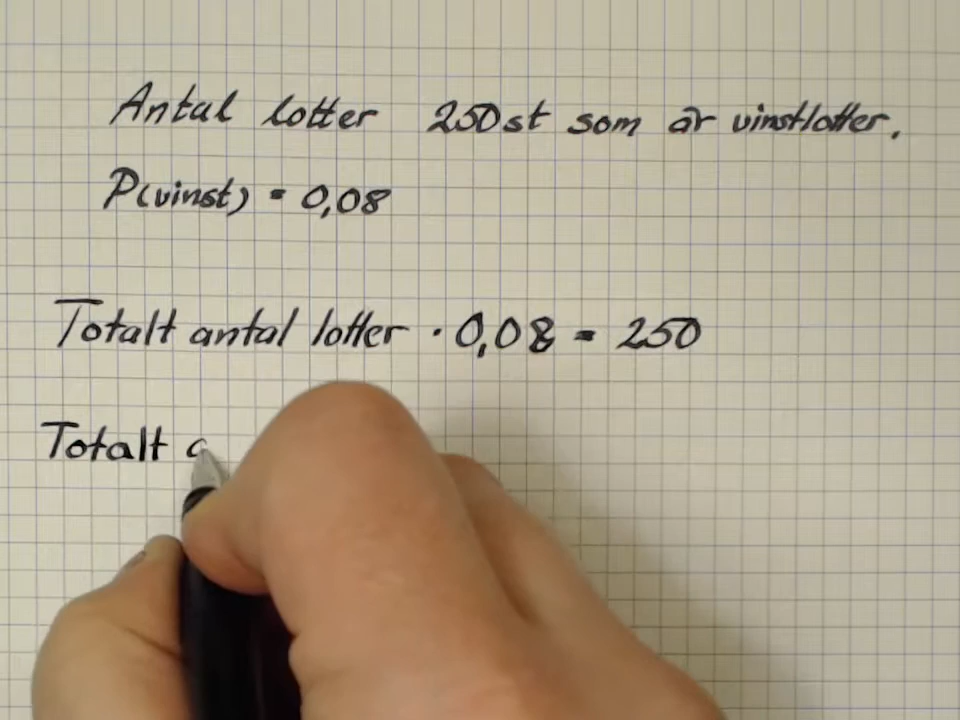 Antal lotter 250st som är vinstlotter.
P(vinst) = 0,08
Totalt antal lotter · 0,08 = 250
Totalt a